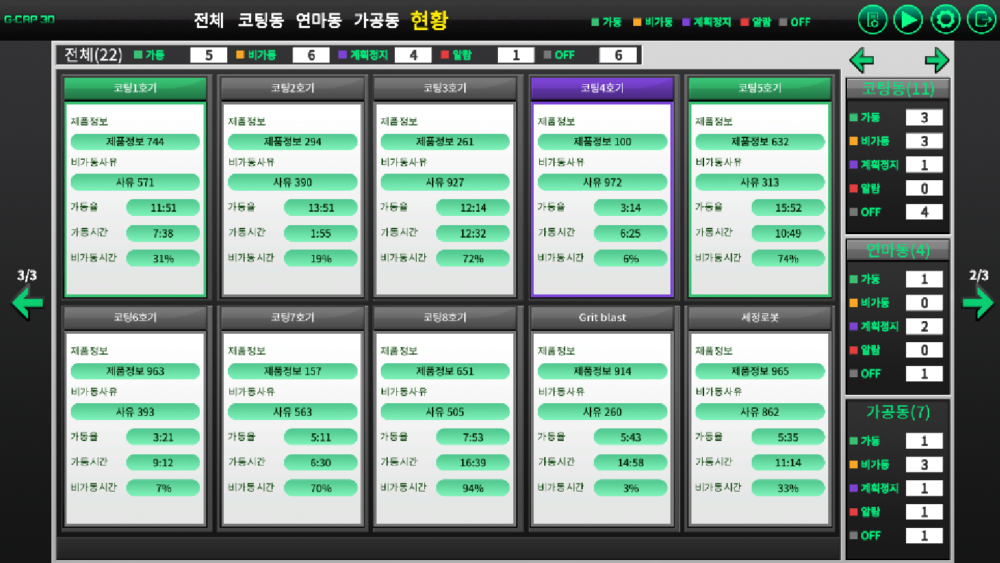 G-CAP 3D
전체 코팅동 연마동 가공동 현황
가동 비가동 계획정지 알람 OFF
전체(22) 가동 5 비가동 6 계획정지 4 알람 1 OFF 6
코팅1호기
제품정보
제품정보 744
비가동사유
사유 571
가동율 11:51
가동시간 7:38
비가동시간 31%
코팅2호기
제품정보
제품정보 294
비가동사유
사유 390
가동율 13:51
가동시간 1:55
비가동시간 19%
코팅3호기
제품정보
제품정보 261
비가동사유
사유 927
가동율 12:14
가동시간 12:32
비가동시간 72%
코팅4호기
제품정보
제품정보 100
비가동사유
사유 972
가동율 3:14
가동시간 6:25
비가동시간 6%
코팅5호기
제품정보
제품정보 632
비가동사유
사유 313
가동율 15:52
가동시간 10:49
비가동시간 74%
코팅6호기
제품정보
제품정보 963
비가동사유
사유 393
가동율 3:21
가동시간 9:12
비가동시간 7%
코팅7호기
제품정보
제품정보 157
비가동사유
사유 563
가동율 5:11
가동시간 6:30
비가동시간 70%
코팅8호기
제품정보
제품정보 651
비가동사유
사유 505
가동율 7:53
가동시간 16:39
비가동시간 94%
Grit blast
제품정보
제품정보 914
비가동사유
사유 260
가동율 5:43
가동시간 14:58
비가동시간 3%
세정로봇
제품정보
제품정보 965
비가동사유
사유 862
가동율 5:35
가동시간 11:14
비가동시간 33%
3/3
2/3
코팅동(11)
가동 3
비가동 3
계획정지 1
알람 0
OFF 4
연마동(4)
가동 1
비가동 0
계획정지 2
알람 0
OFF 1
가공동(7)
가동 1
비가동 3
계획정지 1
알람 1
OFF 1